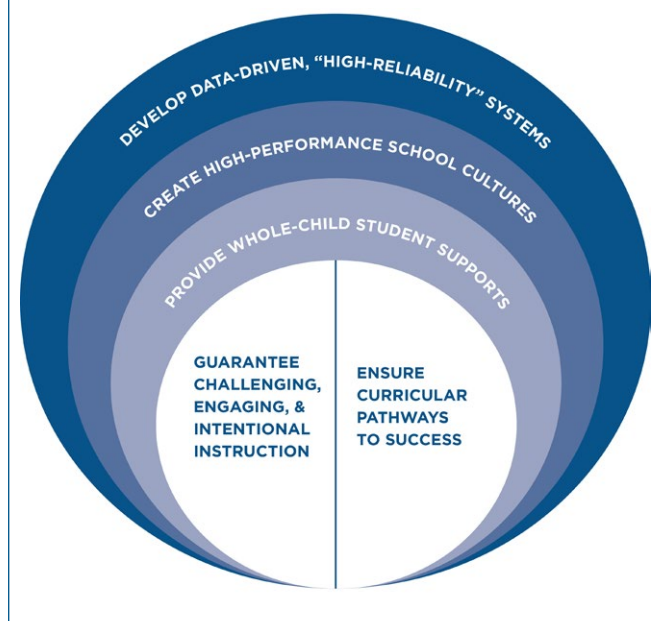 DEVELOP DATA-DRIVEN, “HIGH-RELIABILITY” SYSTEMS
CREATE HIGH-PERFORMANCE SCHOOL CULTURES
PROVIDE WHOLE-CHILD STUDENT SUPPORTS
GUARANTEE
CHALLENGING,
ENGAGING, &
INTENTIONAL
INSTRUCTION
ENSURE
CURRICULAR
PATHWAYS
TO SUCCESS